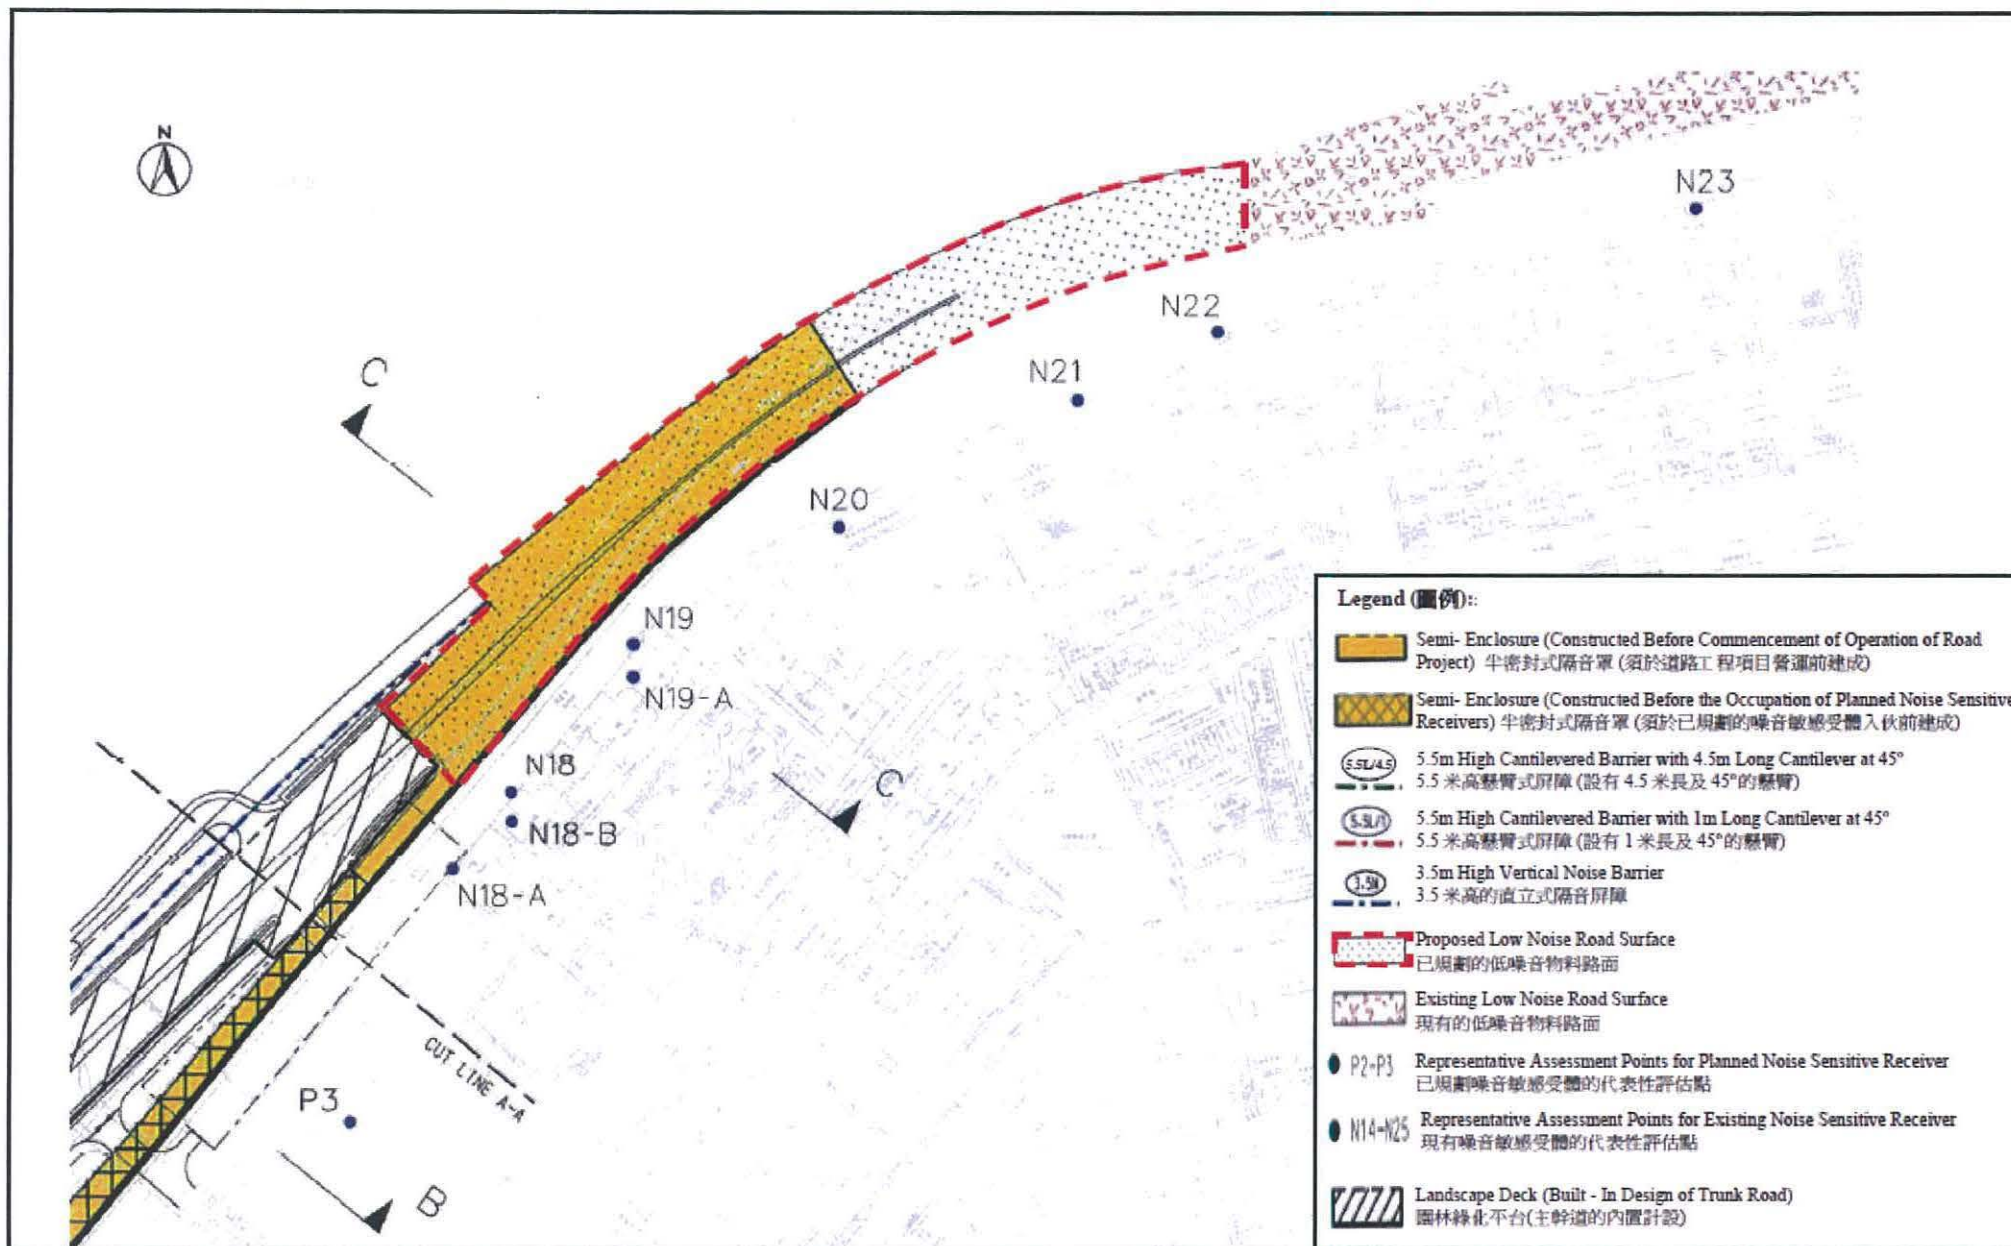 N
N23
N22
N21
C
N20
N19
N19-A
N18
N18-B
N18-A
C
CUT LINE A-A
P3
B
Legend (圖例)::
Semi- Enclosure (Constructed Before Commencement of Operation of Road
Project) 半密封式隔音罩 (須於道路工程項目營運前建成)
Semi- Enclosure (Constructed Before the Occupation of Planned Noise Sensitive
Receivers) 半密封式隔音罩 (須於已規劃的噪音敏感受體入伙前建成)
5.5L/4.5
5.5m High Cantilevered Barrier with 4.5m Long Cantilever at 45°
5.5 米高懸臂式屏障 (設有 4.5 米長及 45°的懸臂)
5.5L/1
5.5m High Cantilevered Barrier with 1m Long Cantilever at 45°
5.5 米高懸臂式屏障 (設有 1 米長及 45°的懸臂)
3.5M
3.5m High Vertical Noise Barrier
3.5 米高的直立式隔音屏障
Proposed Low Noise Road Surface
已規劃的低噪音物料路面
Existing Low Noise Road Surface
現有的低噪音物料路面
P2-P3 Representative Assessment Points for Planned Noise Sensitive Receiver
已規劃噪音敏感受體的代表性評估點
N14-N25 Representative Assessment Points for Existing Noise Sensitive Receiver
現有噪音敏感受體的代表性評估點
Landscape Deck (Built - In Design of Trunk Road)
園林綠化平台(主幹道的內置計設)